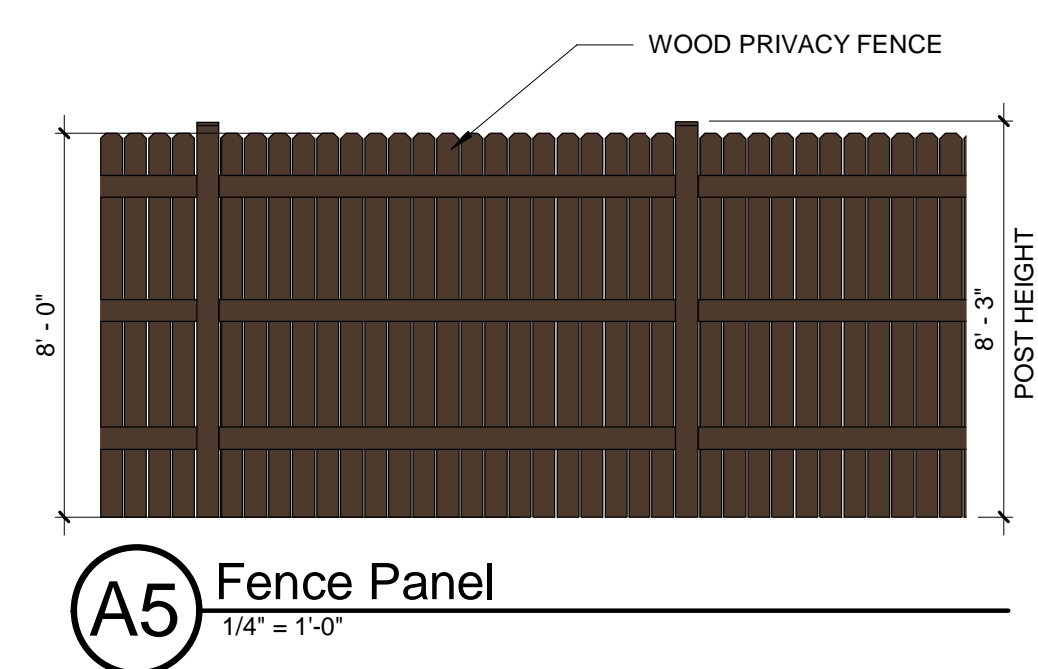 WOOD PRIVACY FENCE
8' - 0"
8' - 3"
POST HEIGHT
A5
Fence Panel
1/4" = 1'-0"